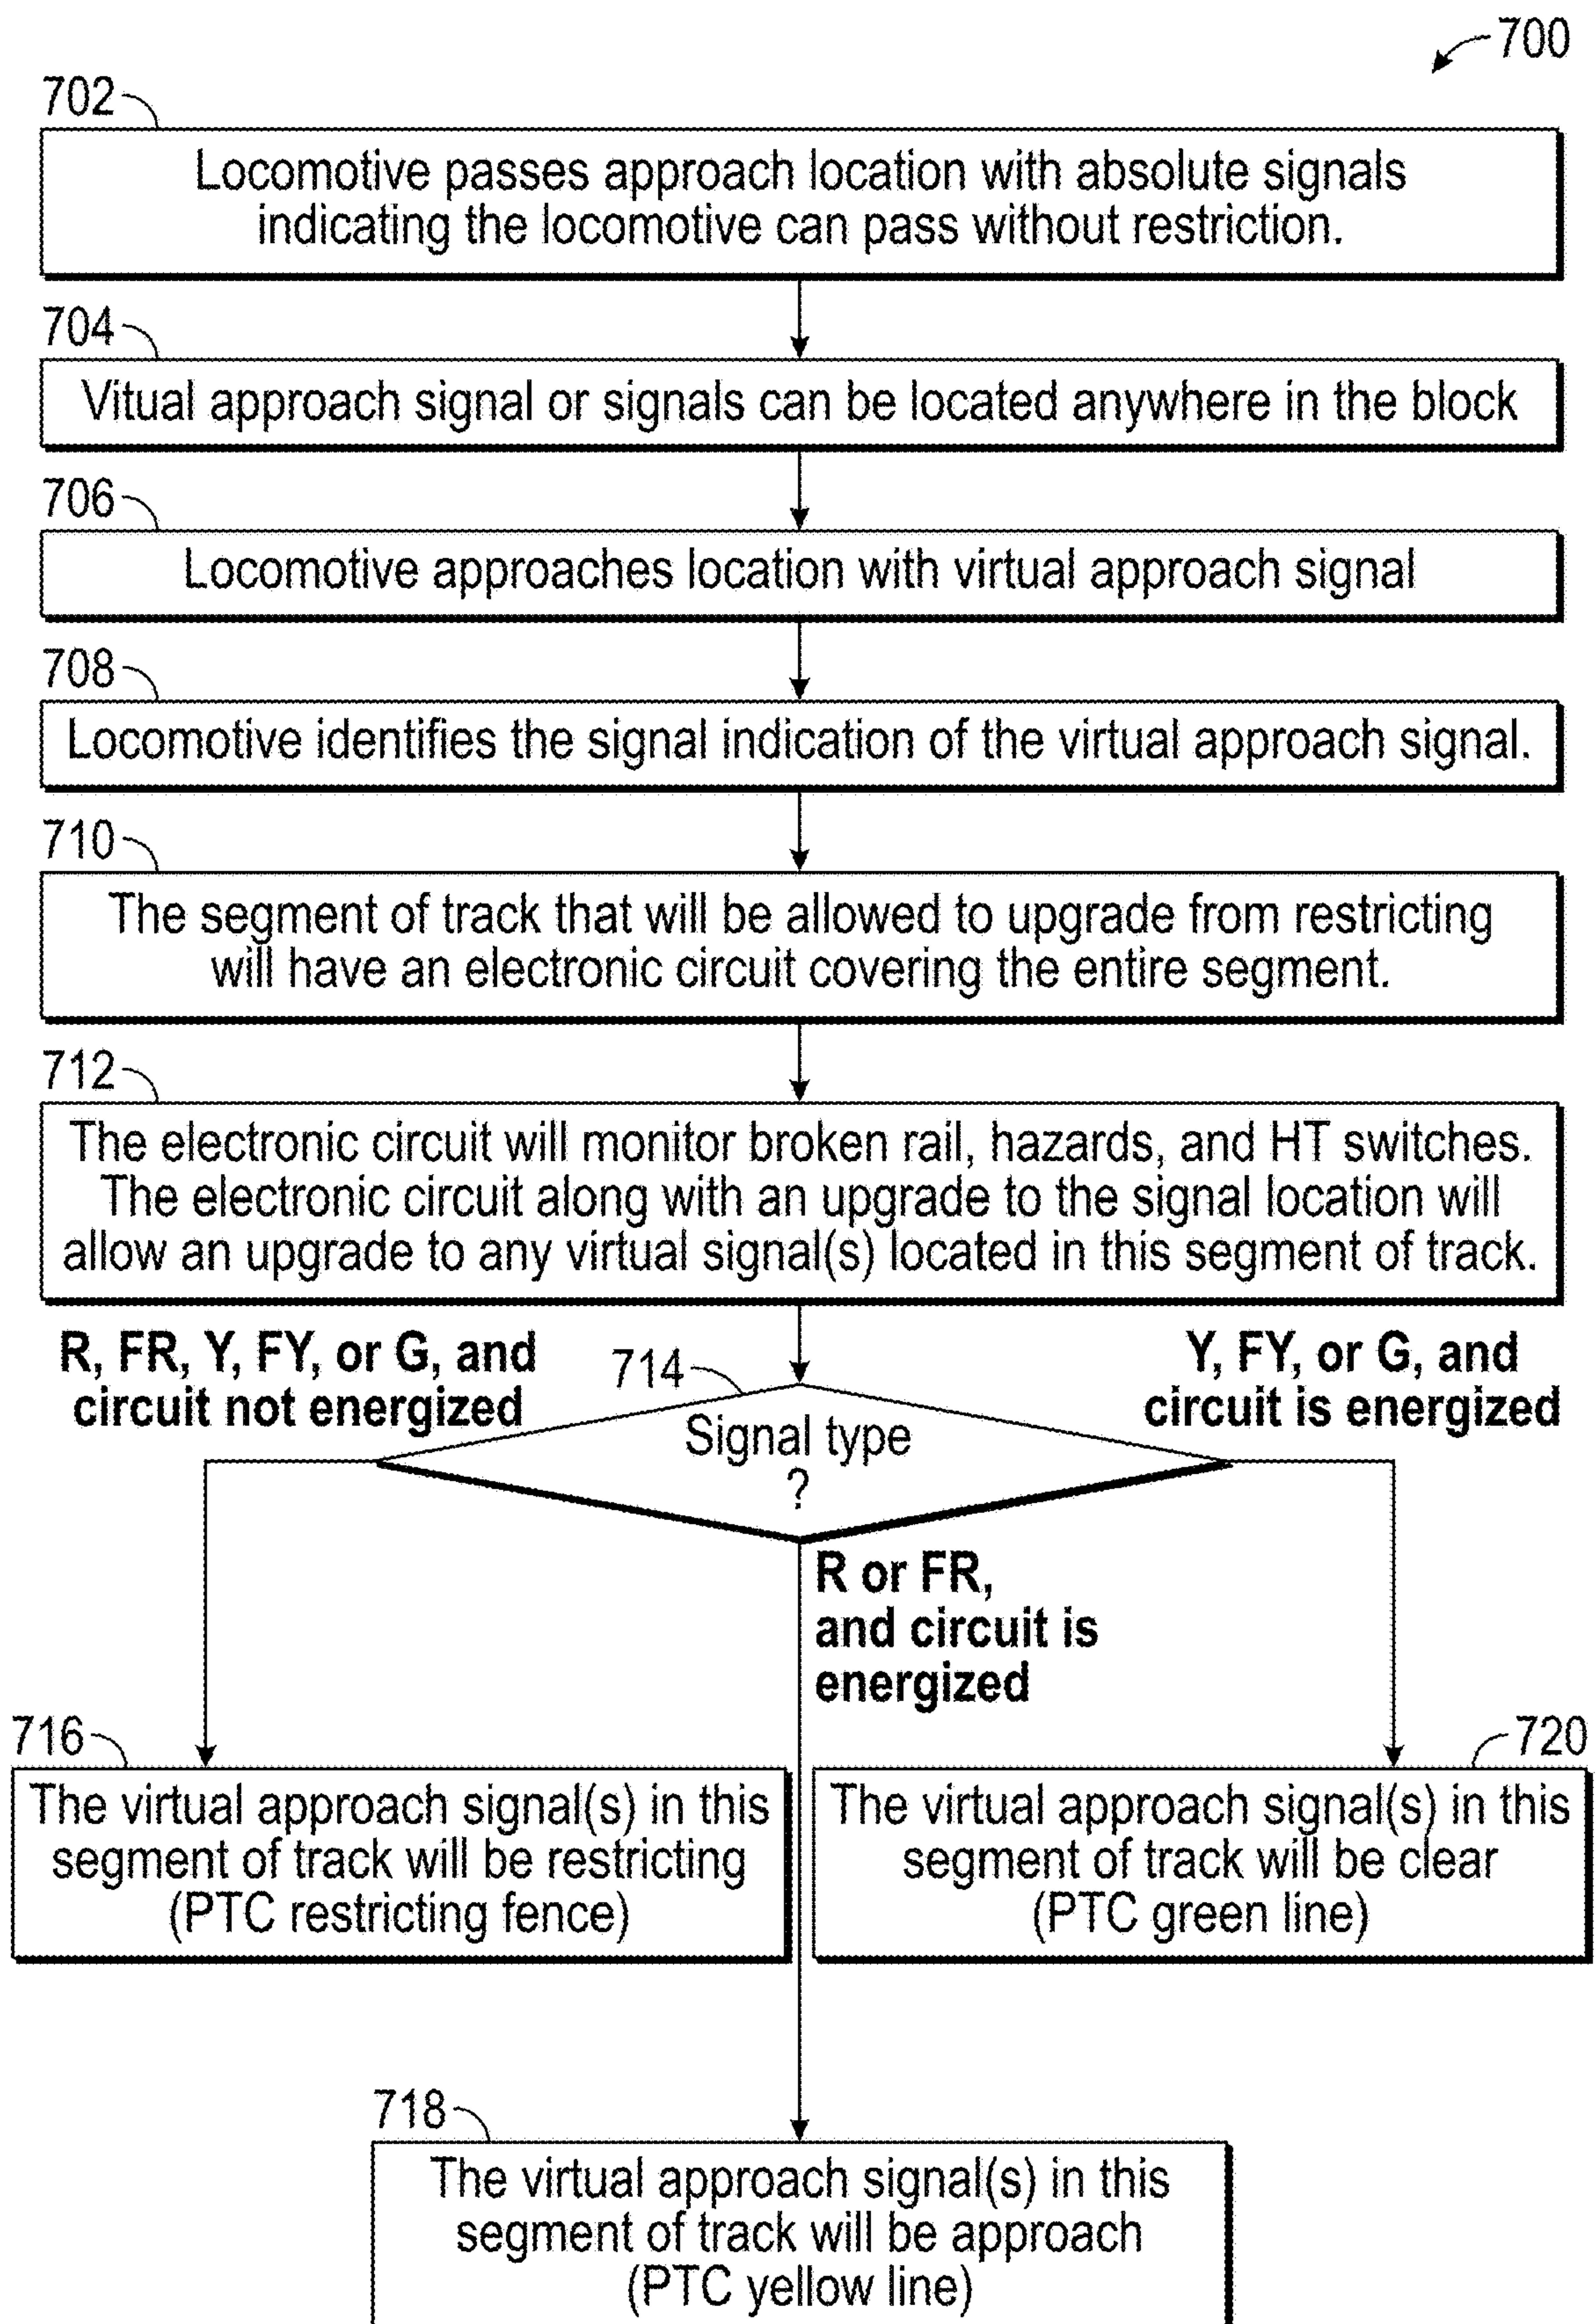 700
702
Locomotive passes approach location with absolute signals
indicating the locomotive can pass without restriction.
704
Vitual approach signal or signals can be located anywhere in the block
706
Locomotive approaches location with virtual approach signal
708
Locomotive identifies the signal indication of the virtual approach signal.
710
The segment of track that will be allowed to upgrade from restricting
will have an electronic circuit covering the entire segment.
712
The electronic circuit will monitor broken rail, hazards, and HT switches.
The electronic circuit along with an upgrade to the signal location will
allow an upgrade to any virtual signal(s) located in this segment of track.
R, FR, Y, FY, or G, and
circuit not energized
714
Signal type
?
Y, FY, or G, and
circuit is energized
R or FR,
and circuit is
energized
716
The virtual approach signal(s) in this
segment of track will be restricting
(PTC restricting fence)
720
The virtual approach signal(s) in this
segment of track will be clear
(PTC green line)
718
The virtual approach signal(s) in this
segment of track will be approach
(PTC yellow line)